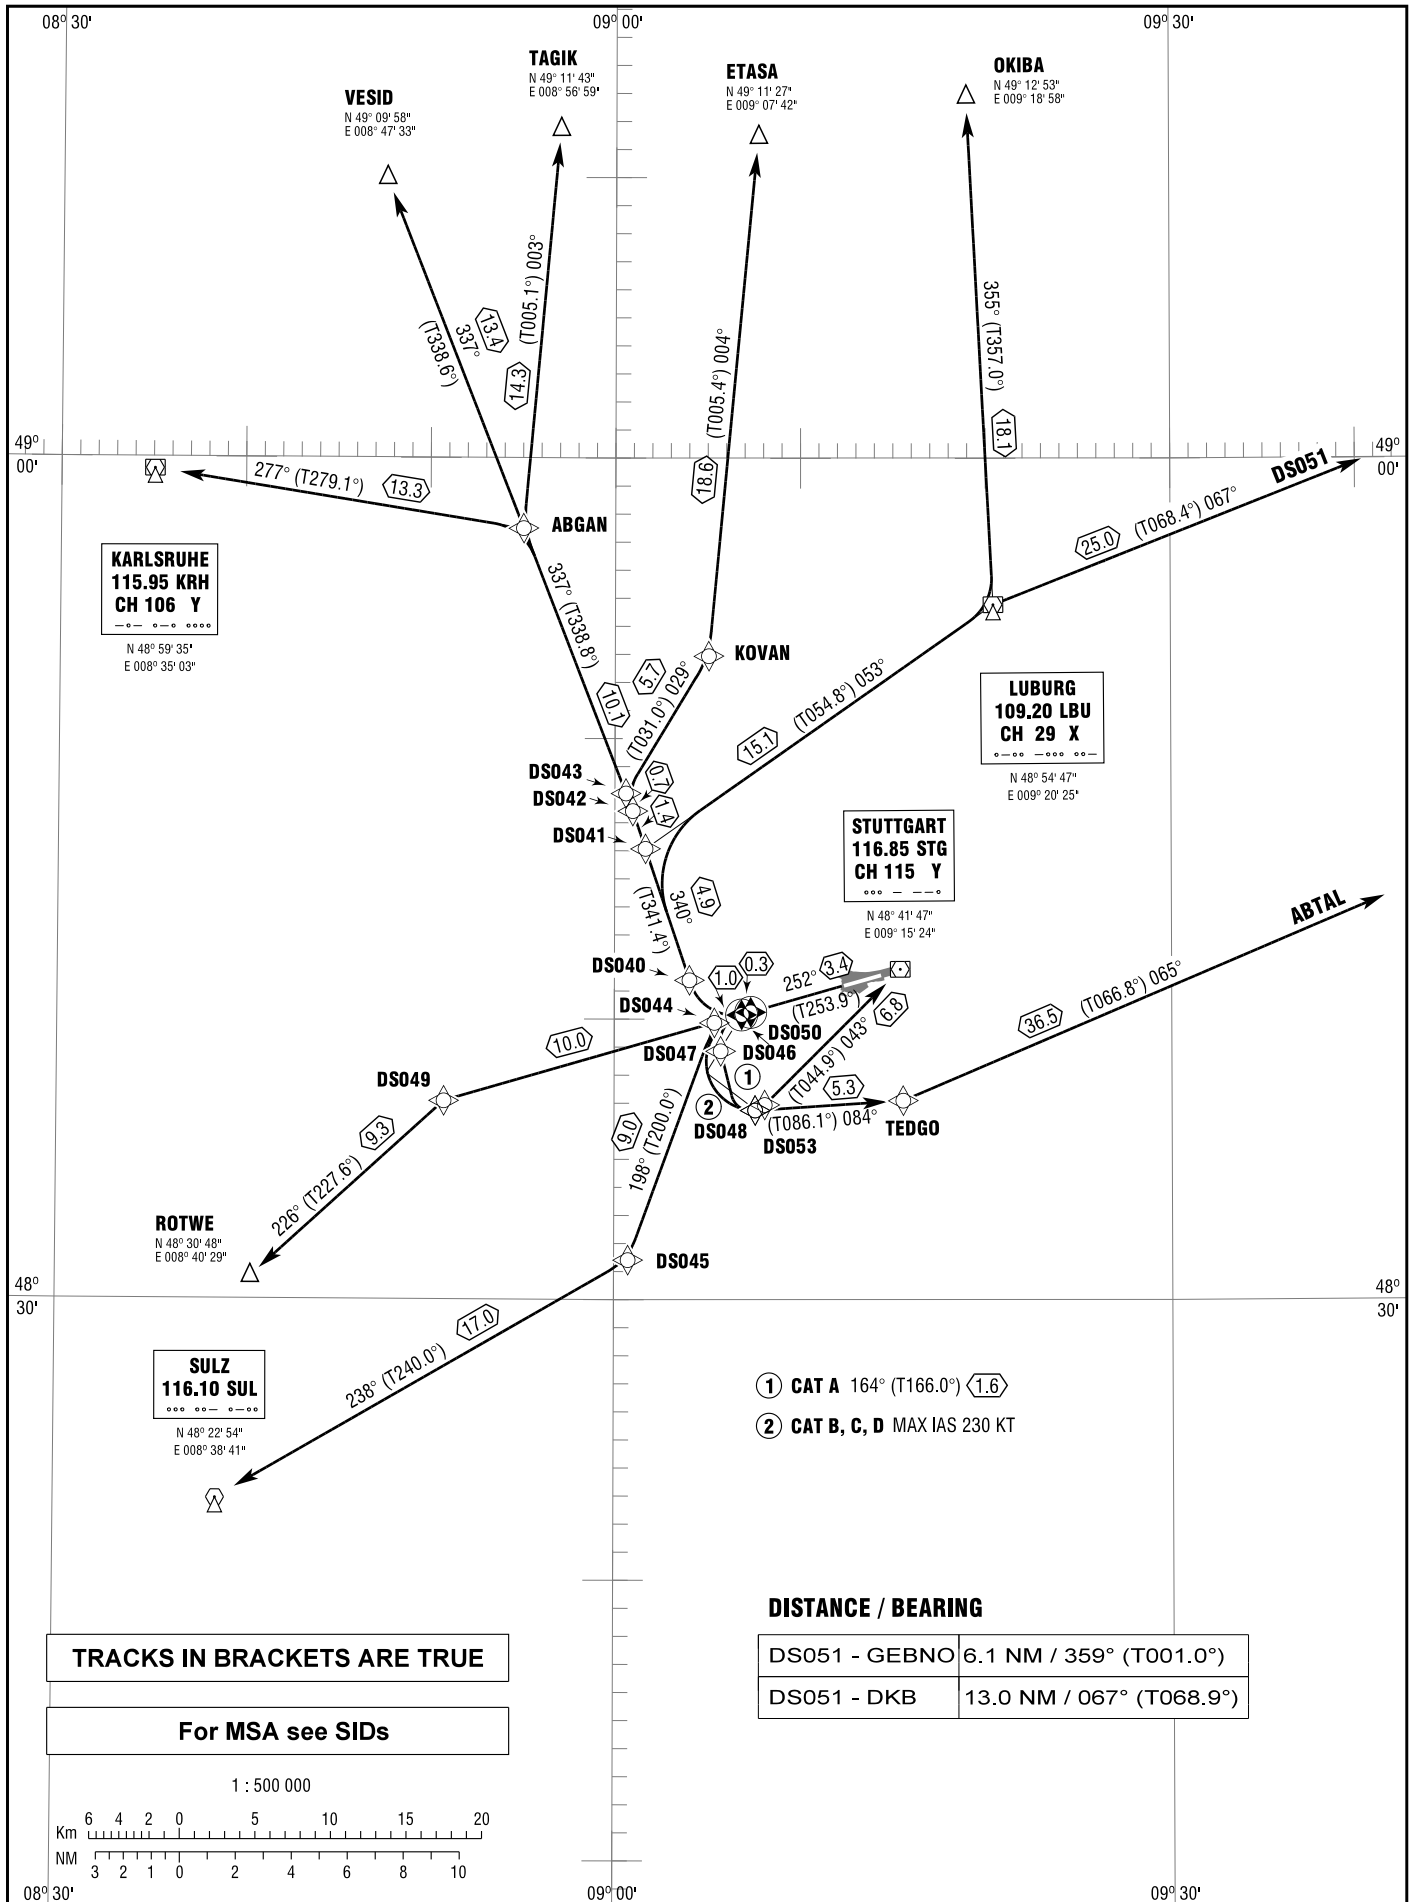 08° 30'
09° 00'
09° 30'
TAGIK
N 49° 11' 43"
E 008° 56' 59"
ETASA
N 49° 11' 27"
E 009° 07' 42"
OKIBA
N 49° 12' 53"
E 009° 18' 58"
VESID
N 49° 09' 58"
E 008° 47' 33"
(T338.6°)
337°
13.4
14.3
(T005.1°) 003°
18.6
(T005.4°) 004°
355° (T357.0°)
18.1
49°
00'
49°
00'
277° (T279.1°)
13.3
ABGAN
DS051
25.0
(T068.4°) 067°
KARLSRUHE
115.95 KRH
CH 106 Y
N 48° 59' 35"
E 008° 35' 03"
337° (T338.8°)
10.1
5.7
(T031.0°) 029°
KOVAN
15.1
(T054.8°) 053°
LUBURG
109.20 LBU
CH 29 X
N 48° 54' 47"
E 009° 20' 25"
DS043
0.7
DS042
1.4
DS041
STUTTGART
116.85 STG
CH 115 Y
N 48° 41' 47"
E 009° 15' 24"
(T341.4°)
340°
4.9
ABTAL
DS040
1.0
0.3
252°
3.4
(T253.9°)
DS044
DS050
6.8
36.5
(T066.8°) 065°
10.0
DS047
DS046
(T044.9°) 043°
DS049
1
2
5.3
DS048
(T086.1°) 084°
TEDGO
DS053
9.3
226° (T227.6°)
9.0
198° (T200.0°)
ROTWE
N 48° 30' 48"
E 008° 40' 29"
DS045
48°
30'
48°
30'
17.0
238° (T240.0°)
SULZ
116.10 SUL
N 48° 22' 54"
E 008° 38' 41"
1 CAT A 164° (T166.0°) 1.6
2 CAT B, C, D MAX IAS 230 KT
DISTANCE / BEARING
DS051 - GEBNO 6.1 NM / 359° (T001.0°)
DS051 - DKB 13.0 NM / 067° (T068.9°)
TRACKS IN BRACKETS ARE TRUE
For MSA see SIDs
1 : 500 000
Km 6 4 2 0 5 10 15 20
NM 3 2 1 0 2 4 6 8 10
08° 30'
09° 00'
09° 30'